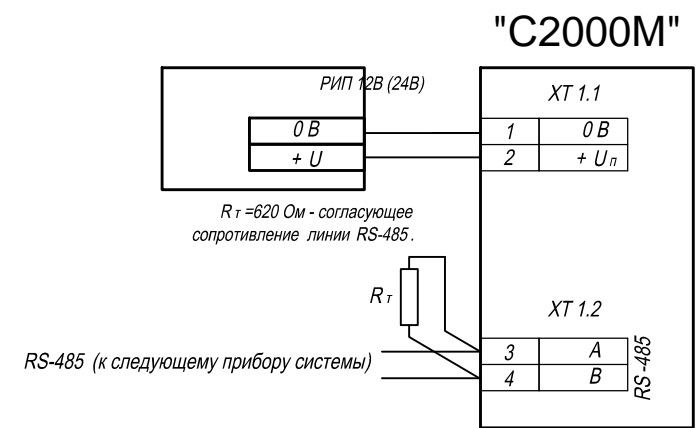 "С2000М"
РИП 12В (24В)
ХТ 1.1
0 В
+ U
1
0 В
2
+ Uп
Rт =620 Ом - согласующее
сопротивление линии RS-485.
Rт
ХТ 1.2
RS-485 (к следующему прибору системы)
3
A
4
B
RS-485